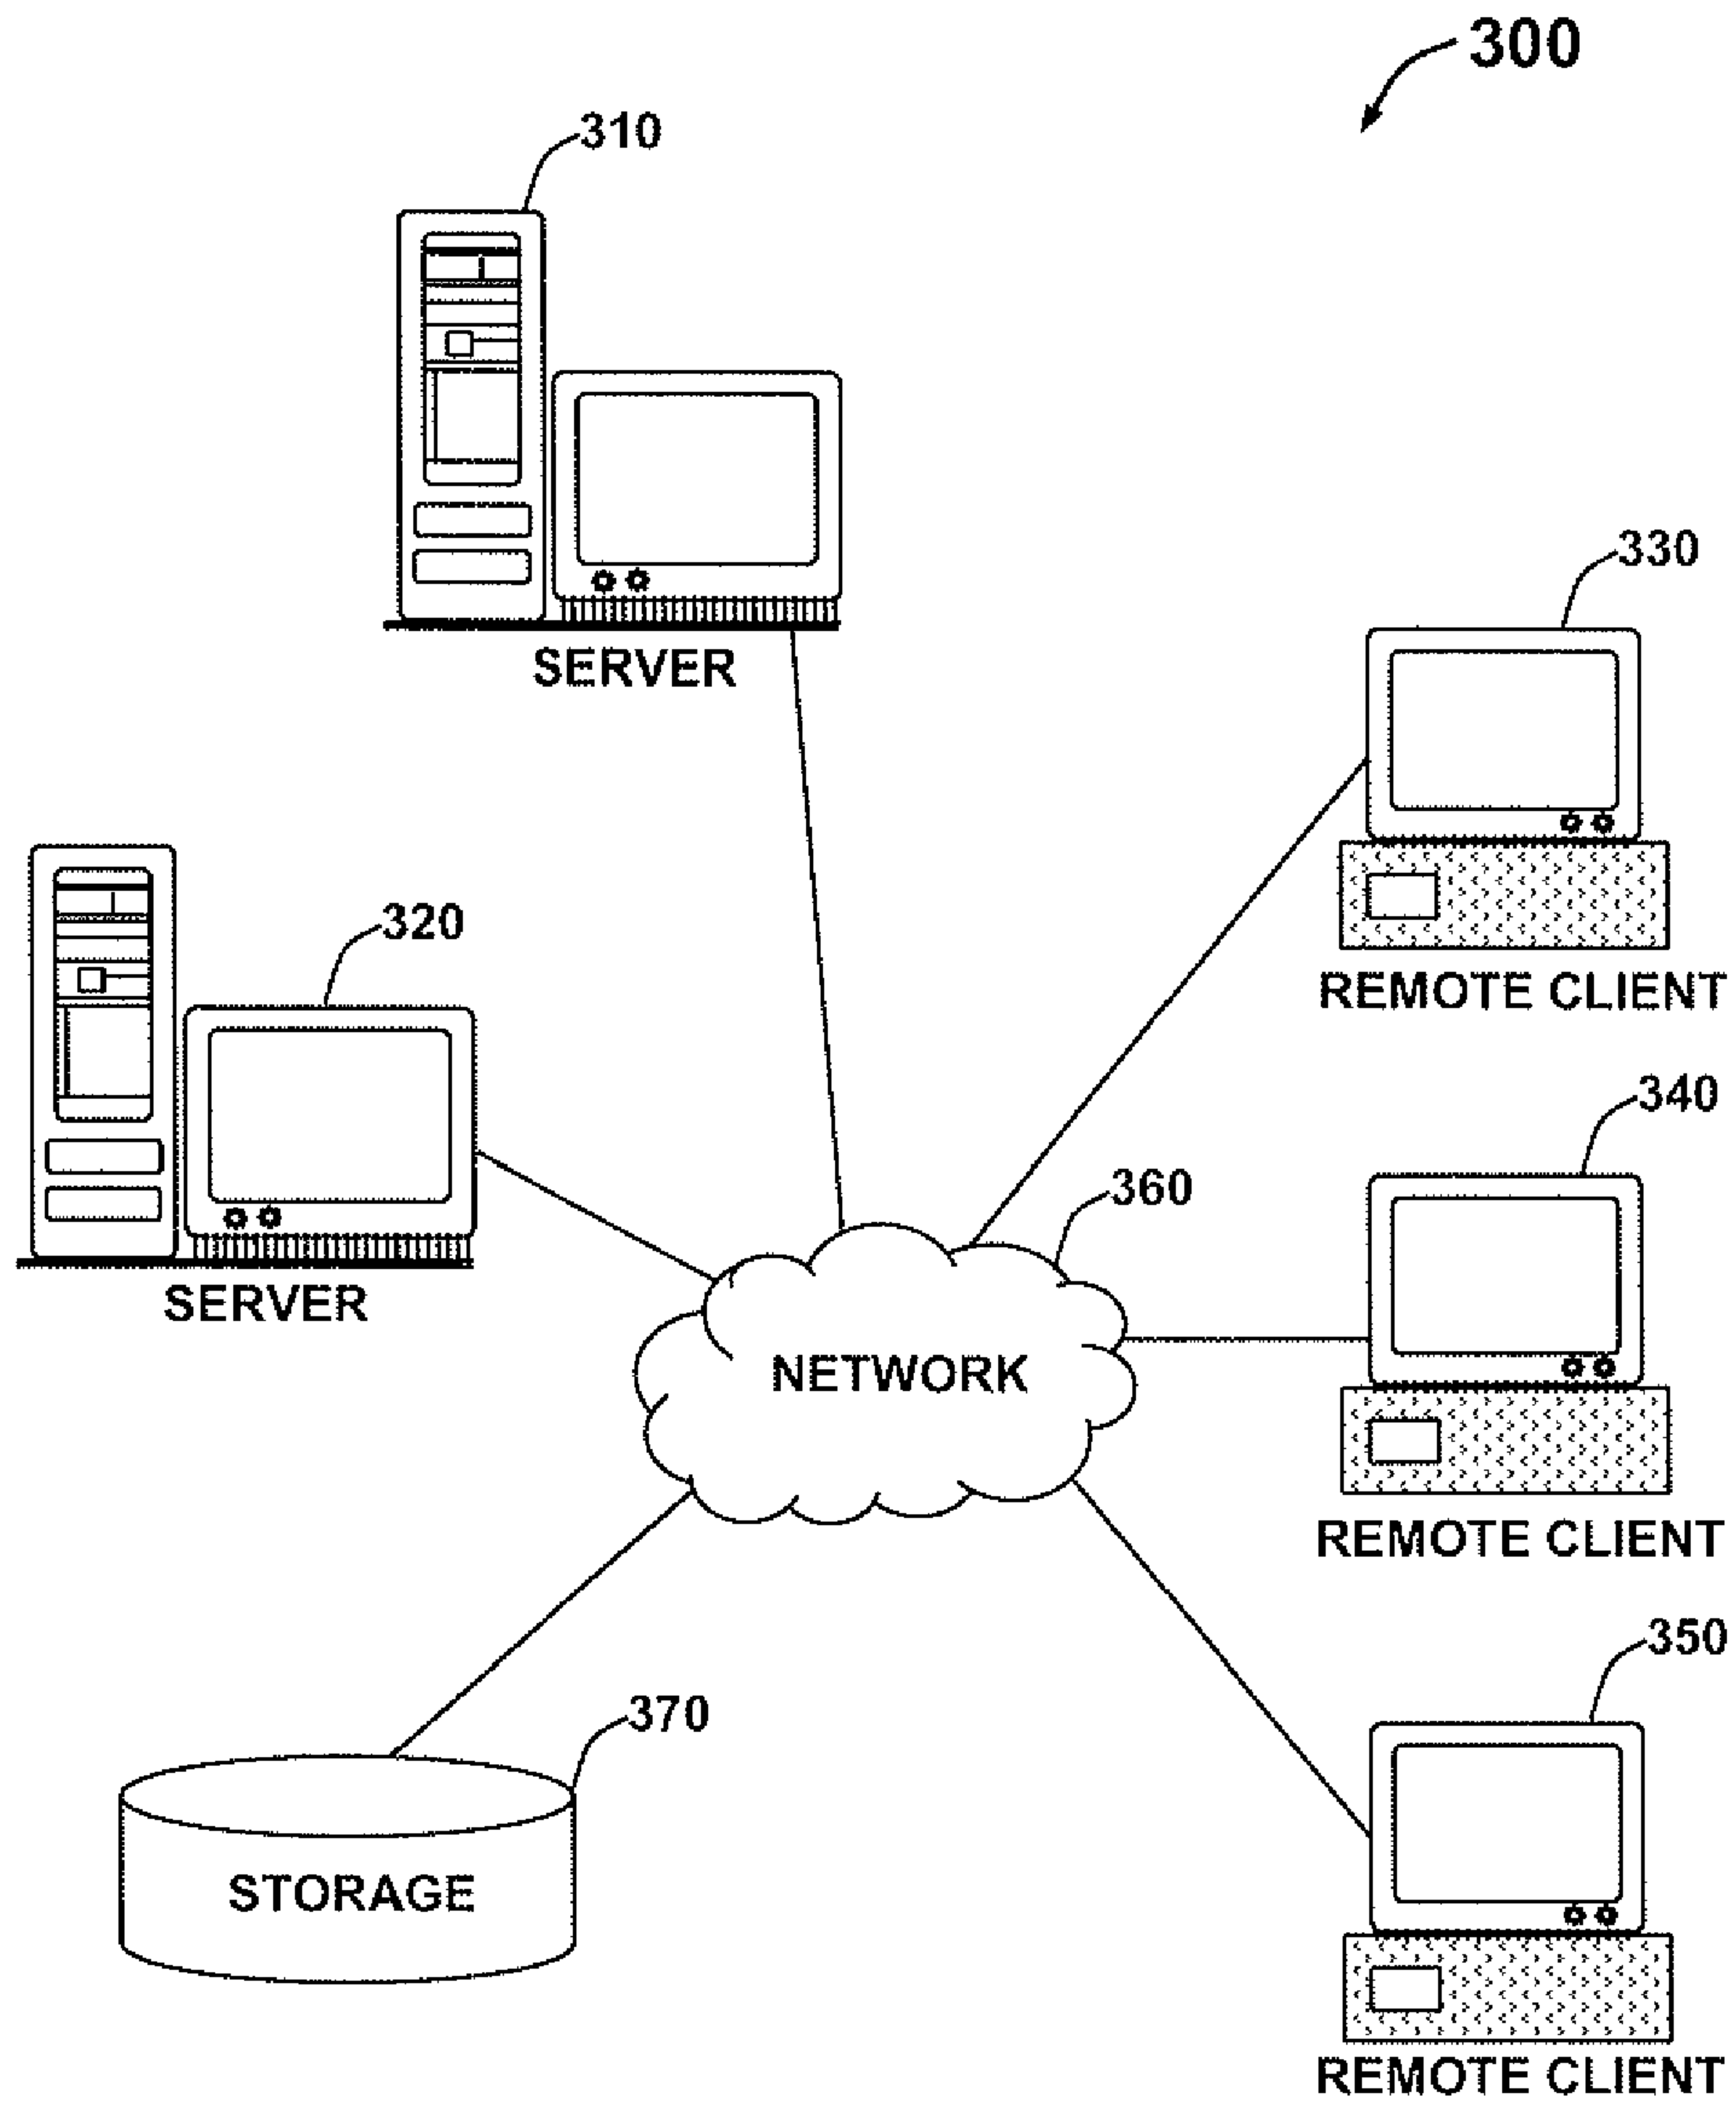 300
310
SERVER
330
REMOTE CLIENT
320
SERVER
340
REMOTE CLIENT
360
NETWORK
350
REMOTE CLIENT
370
STORAGE